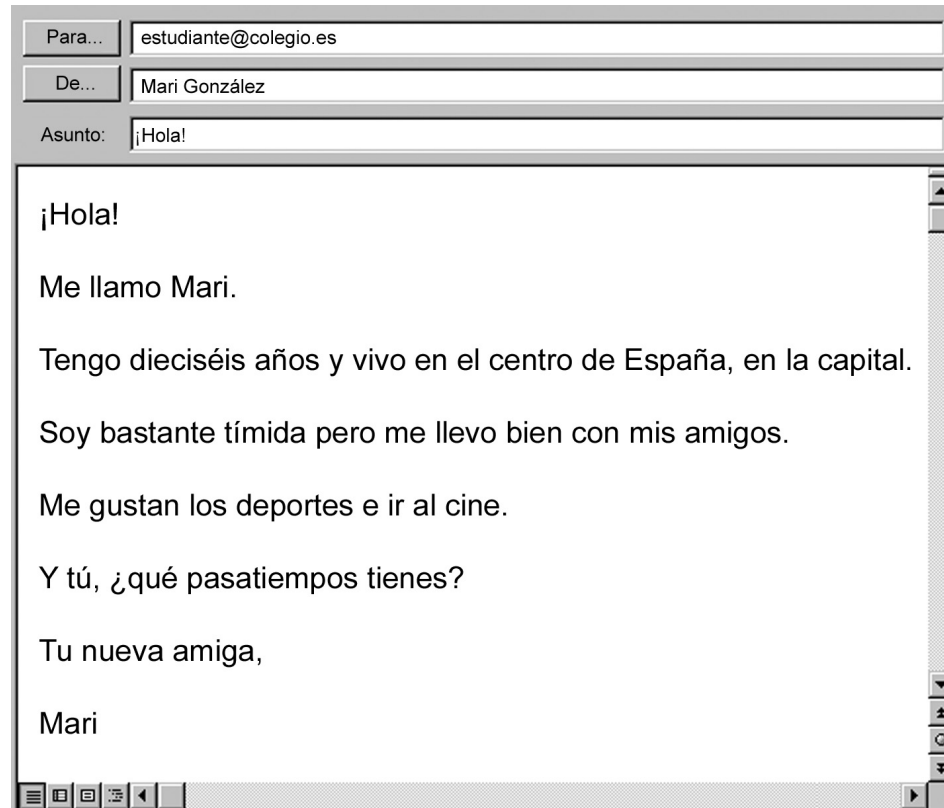 Para... estudiante@colegio.es
De... Mari González
Asunto: ¡Hola!
¡Hola!
Me llamo Mari.
Tengo dieciséis años y vivo en el centro de España, en la capital.
Soy bastante tímida pero me llevo bien con mis amigos.
Me gustan los deportes e ir al cine.
Y tú, ¿qué pasatiempos tienes?
Tu nueva amiga,
Mari